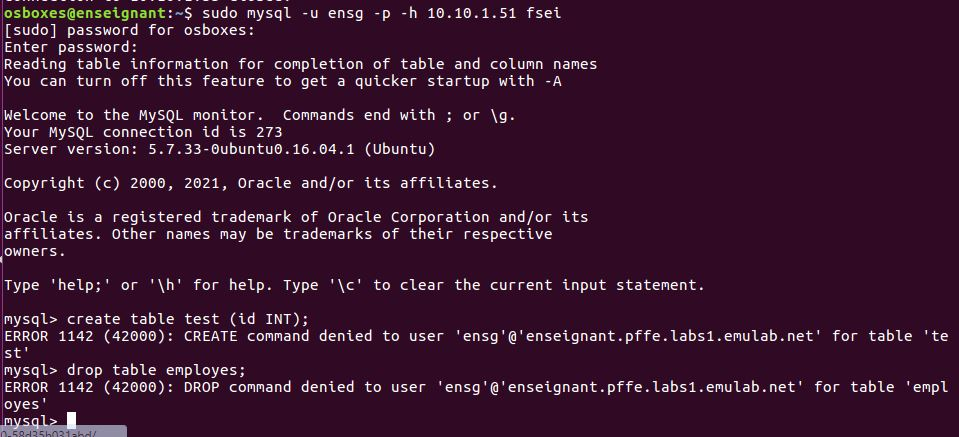 osboxes@enseignant:~$ sudo mysql -u ensg -p -h 10.10.1.51 fsei
[sudo] password for osboxes:
Enter password:
Reading table information for completion of table and column names
You can turn off this feature to get a quicker startup with -A
Welcome to the MySQL monitor.  Commands end with ; or \g.
Your MySQL connection id is 273
Server version: 5.7.33-0ubuntu0.16.04.1 (Ubuntu)
Copyright (c) 2000, 2021, Oracle and/or its affiliates.
Oracle is a registered trademark of Oracle Corporation and/or its
affiliates. Other names may be trademarks of their respective
owners.
Type 'help;' or '\h' for help. Type '\c' to clear the current input statement.
mysql> create table test (id INT);
ERROR 1142 (42000): CREATE command denied to user 'ensg'@'enseignant.pffe.labs1.emulab.net' for table 'te
st'
mysql> drop table employes;
ERROR 1142 (42000): DROP command denied to user 'ensg'@'enseignant.pffe.labs1.emulab.net' for table 'empl
oyes'
mysql>